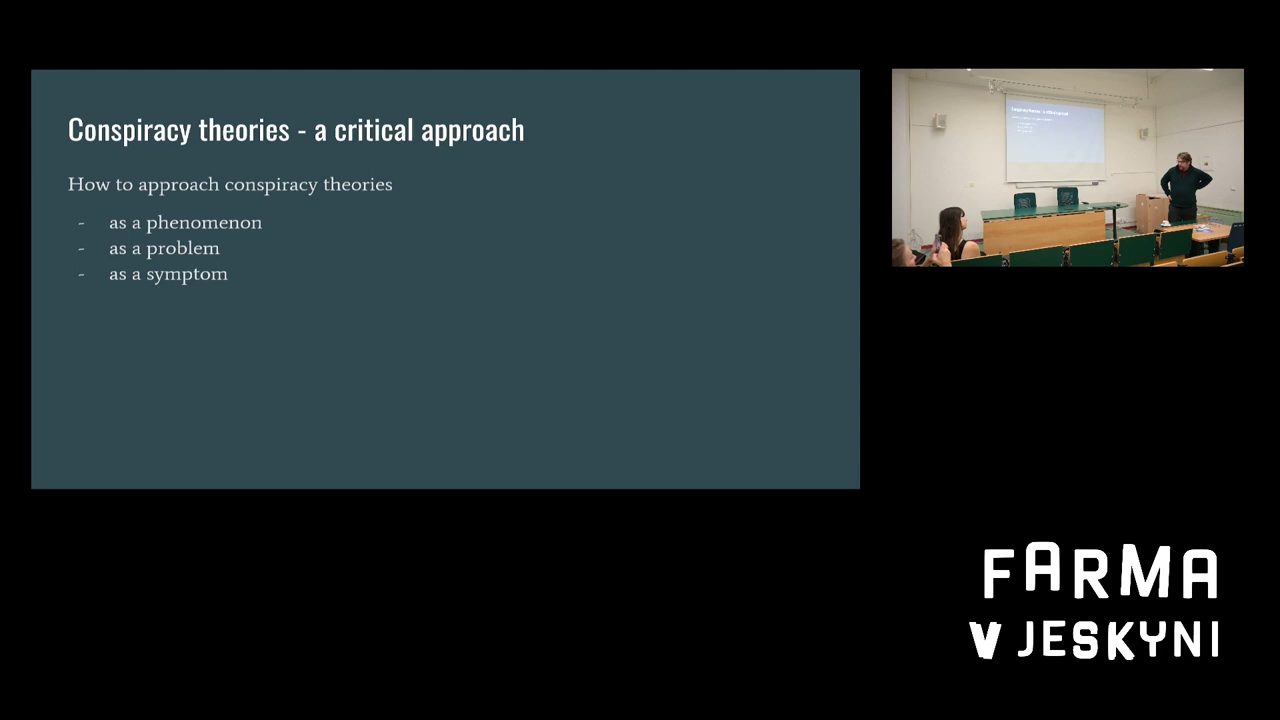 Conspiracy theories - a critical approach
How to approach conspiracy theories
- as a phenomenon
- as a problem
- as a symptom
FARMA
V JESKYNI